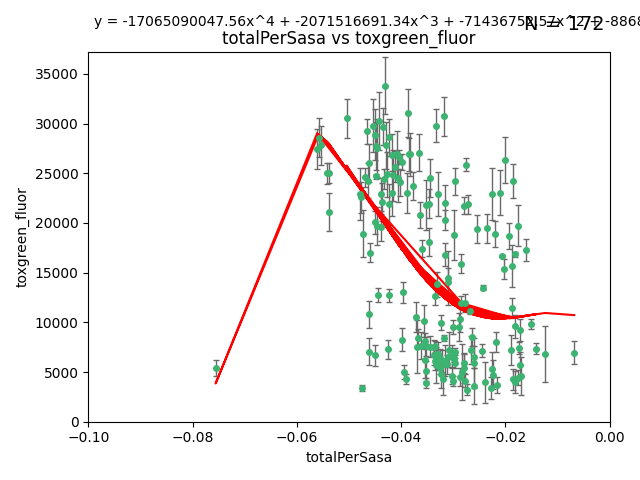 y = -17065090047.56x^4 + -2071516691.34x^3 +
N = 172
totalPerSasa vs toxgreen_fluor
35000
30000
25000
20000
15000
10000
5000
0
toxgreen_fluor
−0.10 −0.08 −0.06 −0.04 −0.02 0.00
totalPerSasa